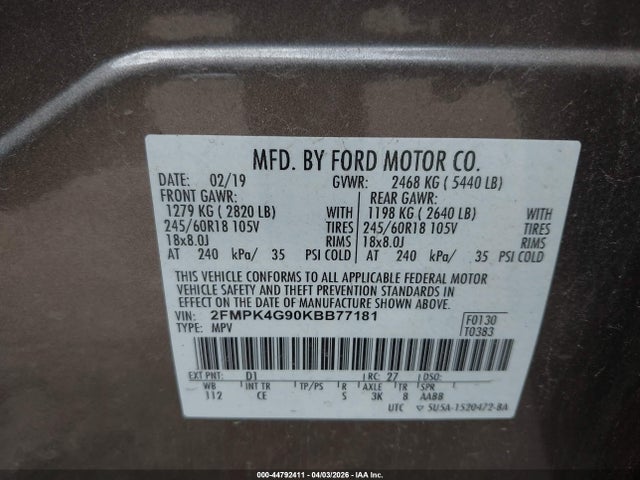 MFD. BY FORD MOTOR CO.
DATE: 02/19 GVWR: 2468 KG ( 5440 LB)
FRONT GAWR: REAR GAWR:
1279 KG ( 2820 LB) WITH 1198 KG ( 2640 LB) WITH
245/60R18 105V TIRES 245/60R18 105V TIRES
18x8.0J RIMS 18x8.0J RIMS
AT 240 kPa/ 35 PSI COLD AT 240 kPa/ 35 PSI COLD
THIS VEHICLE CONFORMS TO ALL APPLICABLE FEDERAL MOTOR
VEHICLE SAFETY AND THEFT PREVENTION STANDARDS IN
EFFECT ON THE DATE OF MANUFACTURE SHOWN ABOVE.
VIN: 2FMPK4G90KBB77181 F0130
TYPE: MPV T0383
EXT PNT: D1 RC: 27 DSO:
WB INT TR TP/PS R AXLE TR SPR
112 CE S 3K 8 AABB
UTC 5U5A-1520472-BA
000-44792411 - 04/03/2026 - IAA Inc.